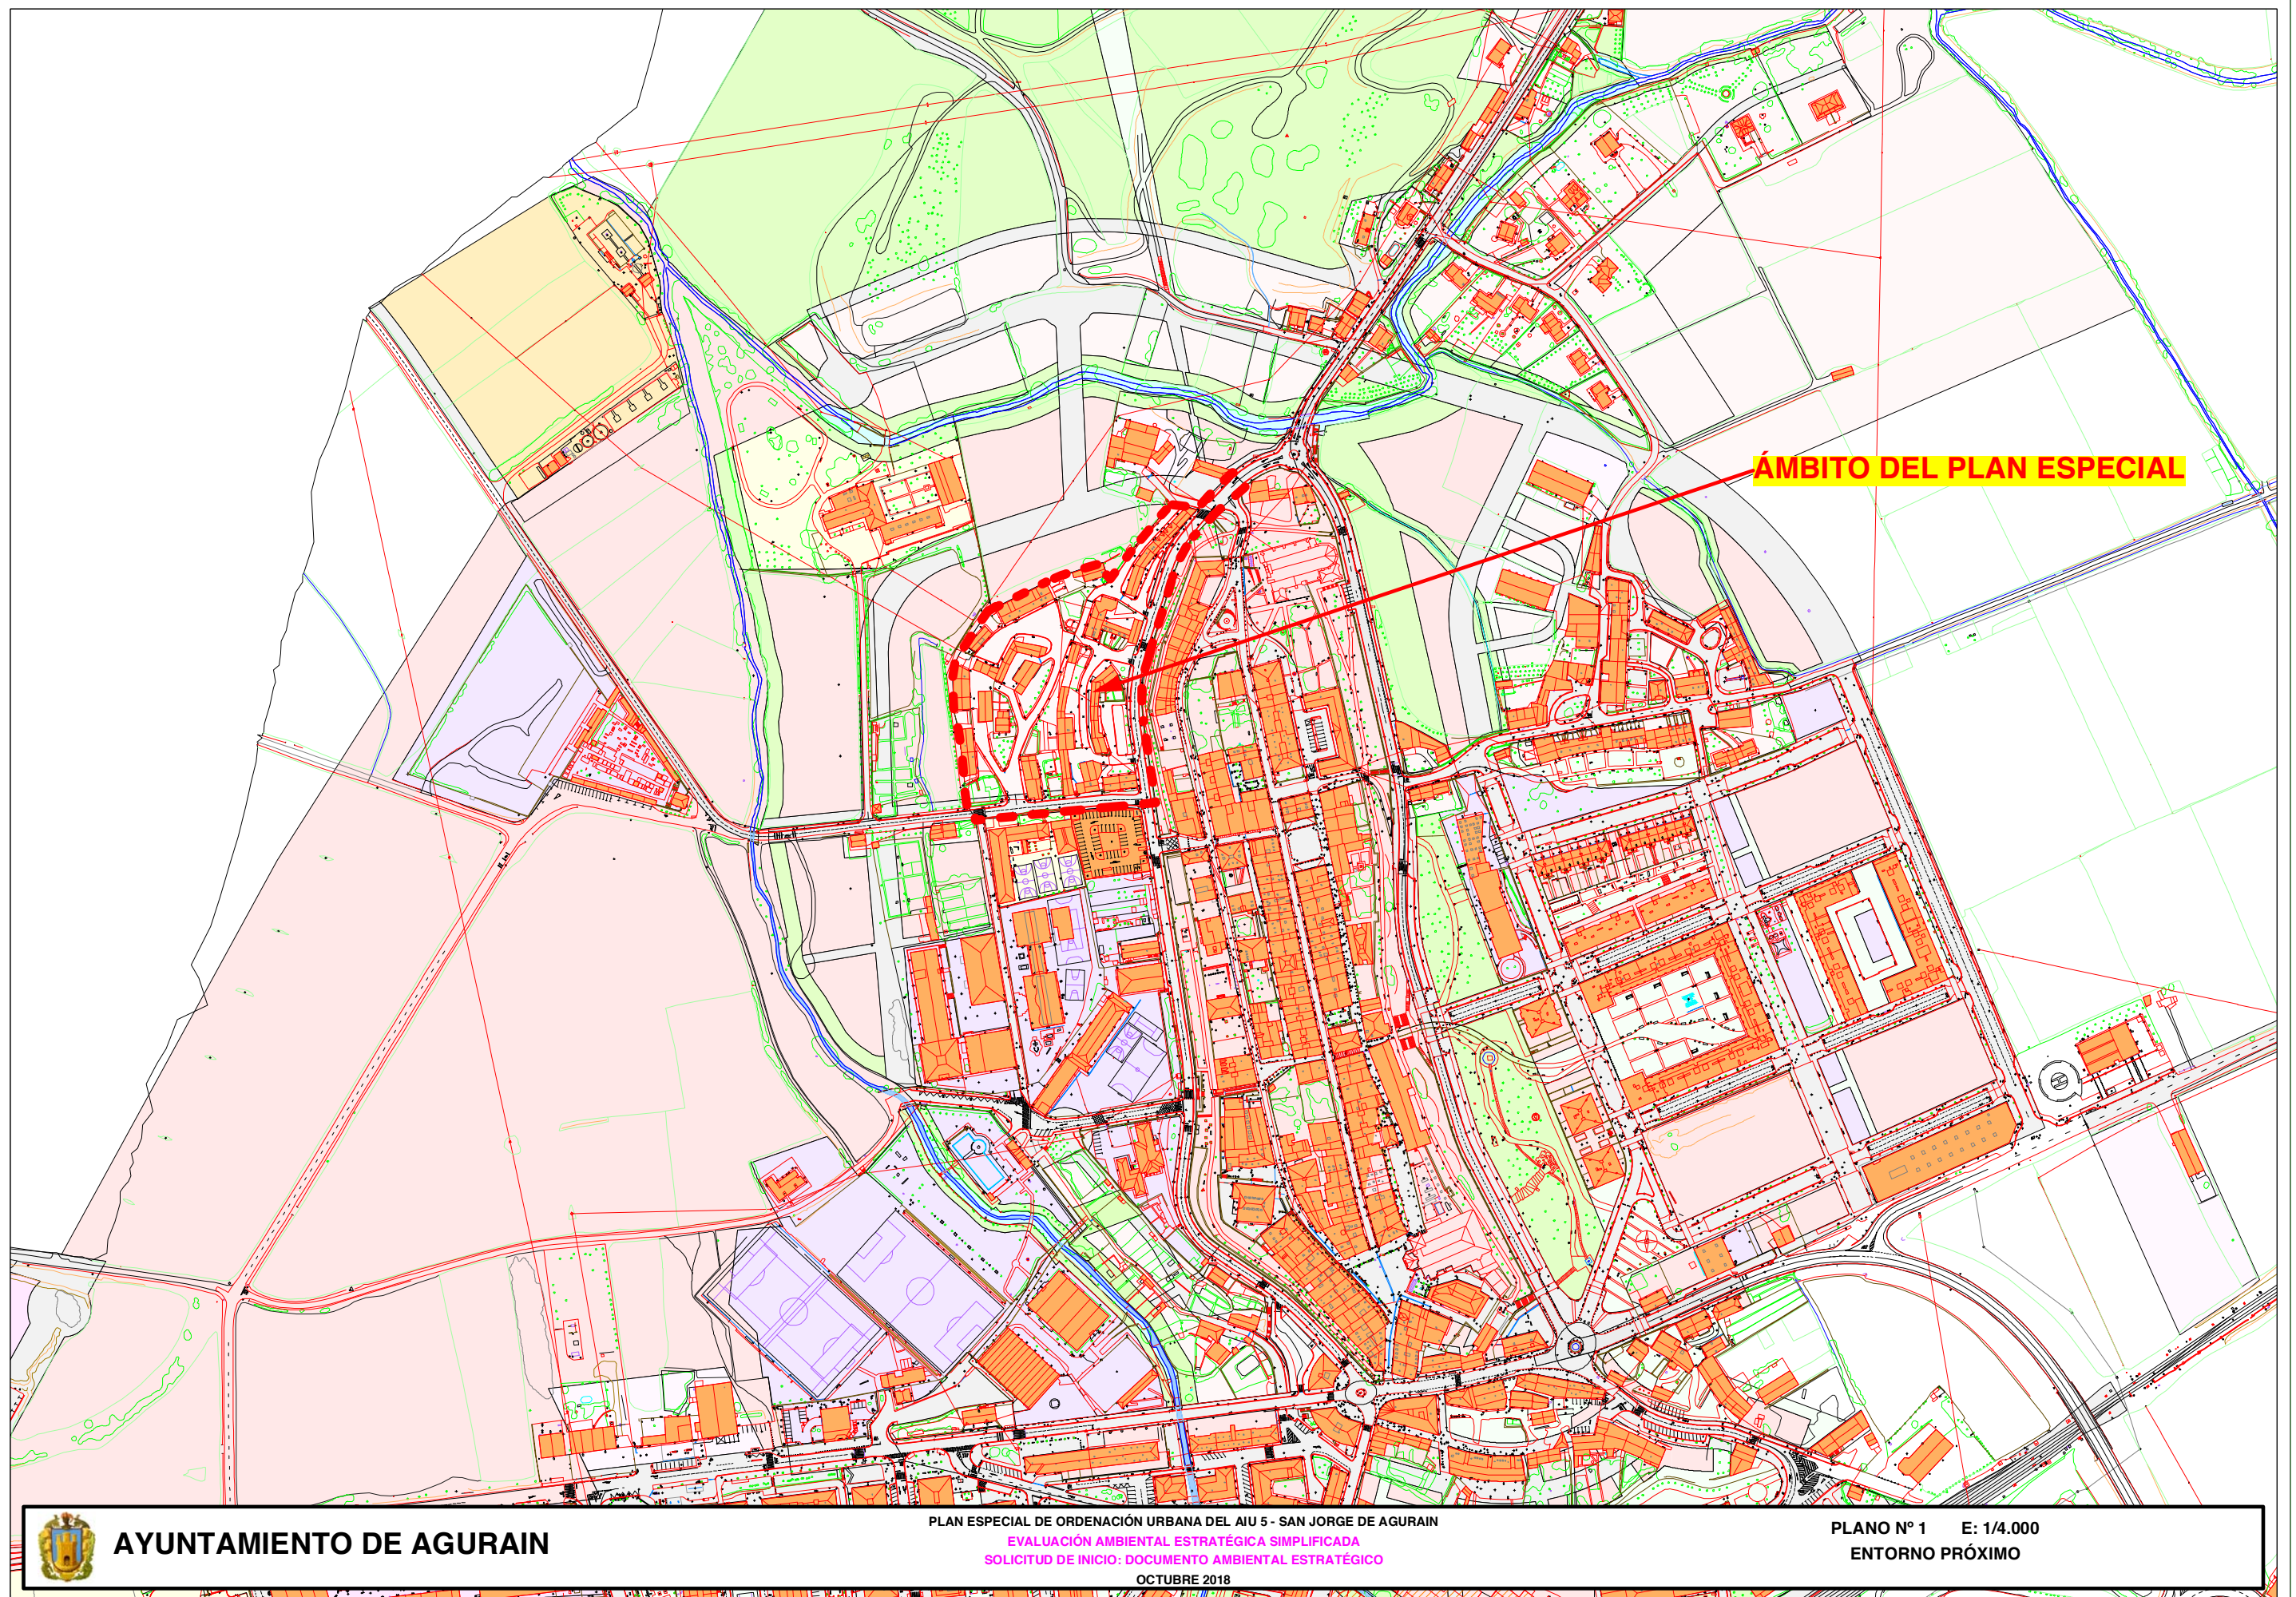 ÁMBITO DEL PLAN ESPECIAL
AYUNTAMIENTO DE AGURAIN
PLAN ESPECIAL DE ORDENACIÓN URBANA DEL AIU 5 - SAN JORGE DE AGURAIN
EVALUACIÓN AMBIENTAL ESTRATÉGICA SIMPLIFICADA
SOLICITUD DE INICIO: DOCUMENTO AMBIENTAL ESTRATÉGICO
OCTUBRE 2018
PLANO Nº 1 E: 1/4.000
ENTORNO PRÓXIMO